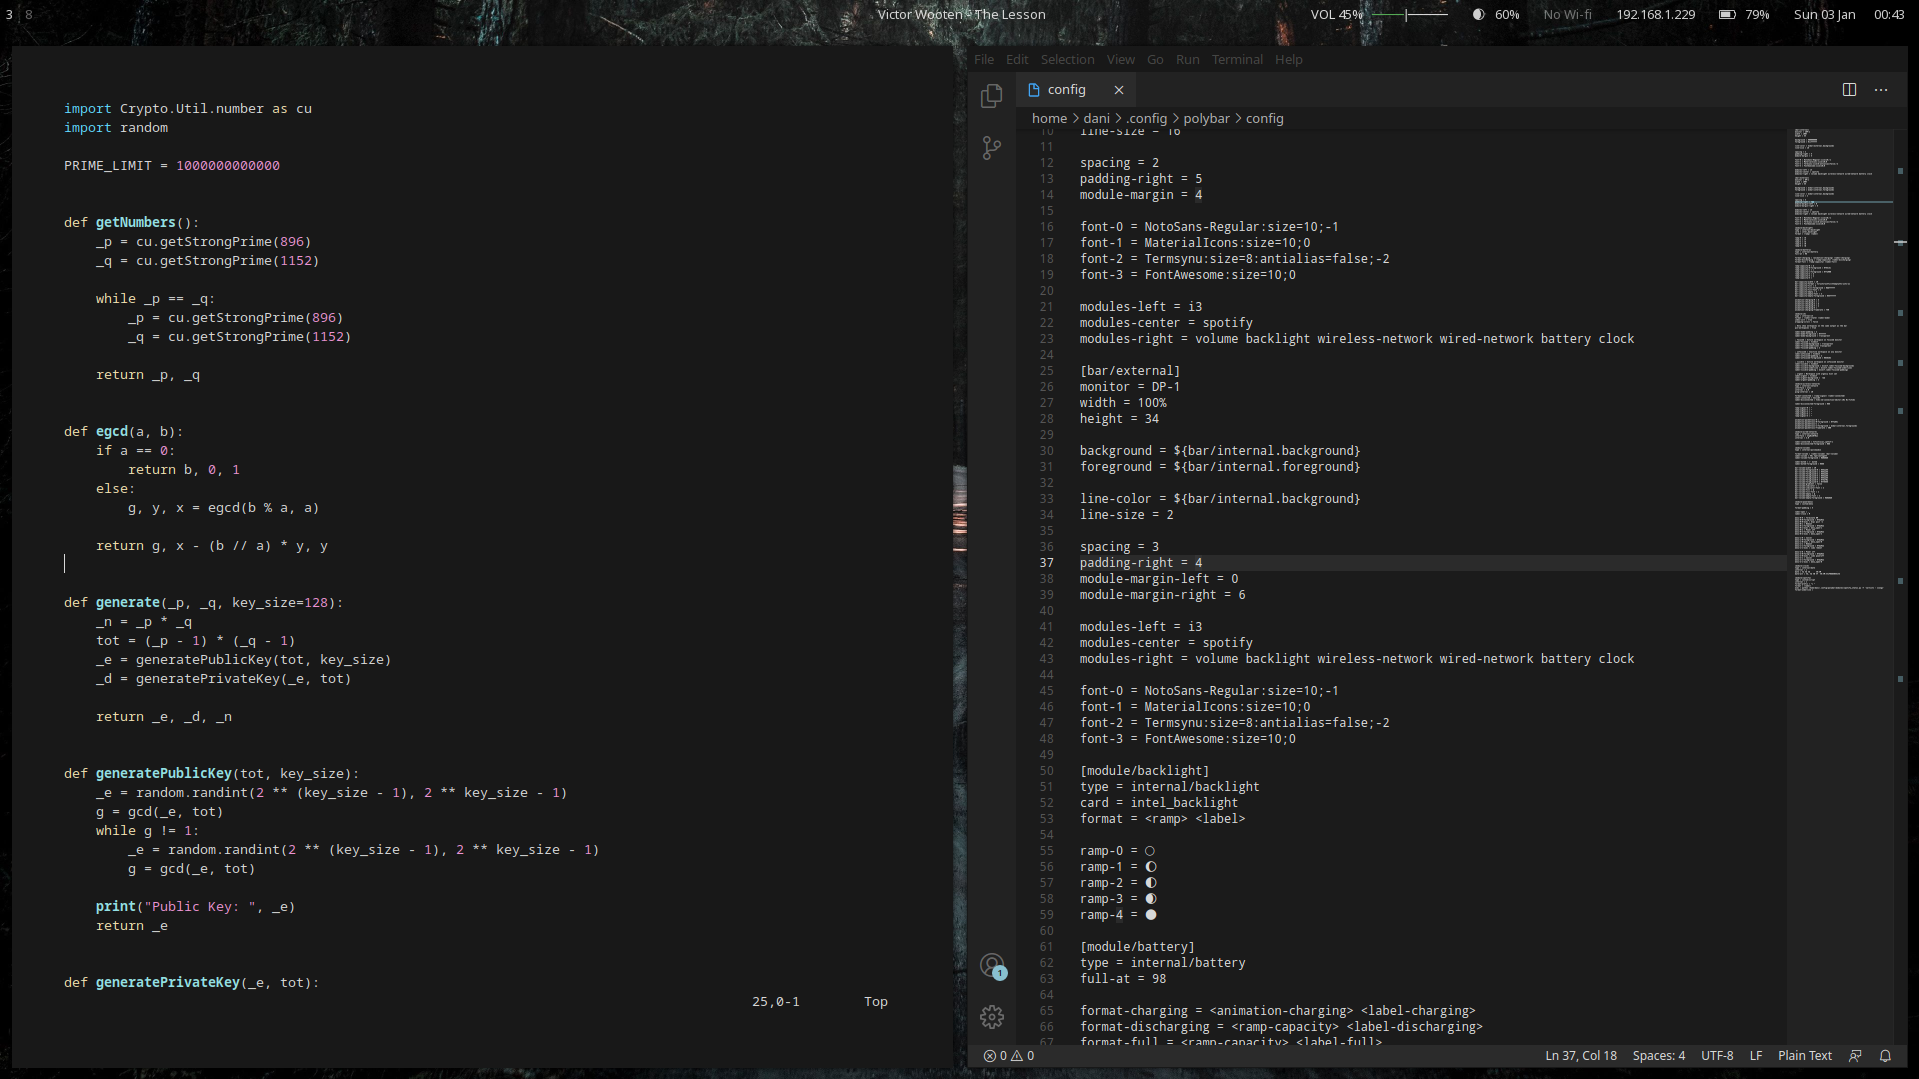 3 8
Victor Wooten - The Lesson
VOL 45%
60%
No Wi-fi
192.168.1.229
79%
Sun 03 Jan
00:43
import Crypto.Util.number as cu
import random
PRIME_LIMIT = 1000000000000
def getNumbers():
    _p = cu.getStrongPrime(896)
    _q = cu.getStrongPrime(1152)
    while _p == _q:
        _p = cu.getStrongPrime(896)
        _q = cu.getStrongPrime(1152)
    return _p, _q
def egcd(a, b):
    if a == 0:
        return b, 0, 1
    else:
        g, y, x = egcd(b % a, a)
    return g, x - (b // a) * y, y
def generate(_p, _q, key_size=128):
    _n = _p * _q
    tot = (_p - 1) * (_q - 1)
    _e = generatePublicKey(tot, key_size)
    _d = generatePrivateKey(_e, tot)
    return _e, _d, _n
def generatePublicKey(tot, key_size):
    _e = random.randint(2 ** (key_size - 1), 2 ** key_size - 1)
    g = gcd(_e, tot)
    while g != 1:
        _e = random.randint(2 ** (key_size - 1), 2 ** key_size - 1)
        g = gcd(_e, tot)
    print("Public Key: ", _e)
    return _e
def generatePrivateKey(_e, tot):
25,0-1 Top
File Edit Selection View Go Run Terminal Help
config
home > dani > .config > polybar > config
10 line-size = 16
11
12 spacing = 2
13 padding-right = 5
14 module-margin = 4
15
16 font-0 = NotoSans-Regular:size=10;-1
17 font-1 = MaterialIcons:size=10;0
18 font-2 = Termsynu:size=8:antialias=false;-2
19 font-3 = FontAwesome:size=10;0
20
21 modules-left = i3
22 modules-center = spotify
23 modules-right = volume backlight wireless-network wired-network battery clock
24
25 [bar/external]
26 monitor = DP-1
27 width = 100%
28 height = 34
29
30 background = ${bar/internal.background}
31 foreground = ${bar/internal.foreground}
32
33 line-color = ${bar/internal.background}
34 line-size = 2
35
36 spacing = 3
37 padding-right = 4
38 module-margin-left = 0
39 module-margin-right = 6
40
41 modules-left = i3
42 modules-center = spotify
43 modules-right = volume backlight wireless-network wired-network battery clock
44
45 font-0 = NotoSans-Regular:size=10;-1
46 font-1 = MaterialIcons:size=10;0
47 font-2 = Termsynu:size=8:antialias=false;-2
48 font-3 = FontAwesome:size=10;0
49
50 [module/backlight]
51 type = internal/backlight
52 card = intel_backlight
53 format = <ramp> <label>
54
55 ramp-0 =
56 ramp-1 =
57 ramp-2 =
58 ramp-3 =
59 ramp-4 =
60
61 [module/battery]
62 type = internal/battery
63 full-at = 98
64
65 format-charging = <animation-charging> <label-charging>
66 format-discharging = <ramp-capacity> <label-discharging>
67 format-full = <ramp-capacity> <label-full>
1
0 0
Ln 37, Col 18
Spaces: 4
UTF-8
LF
Plain Text